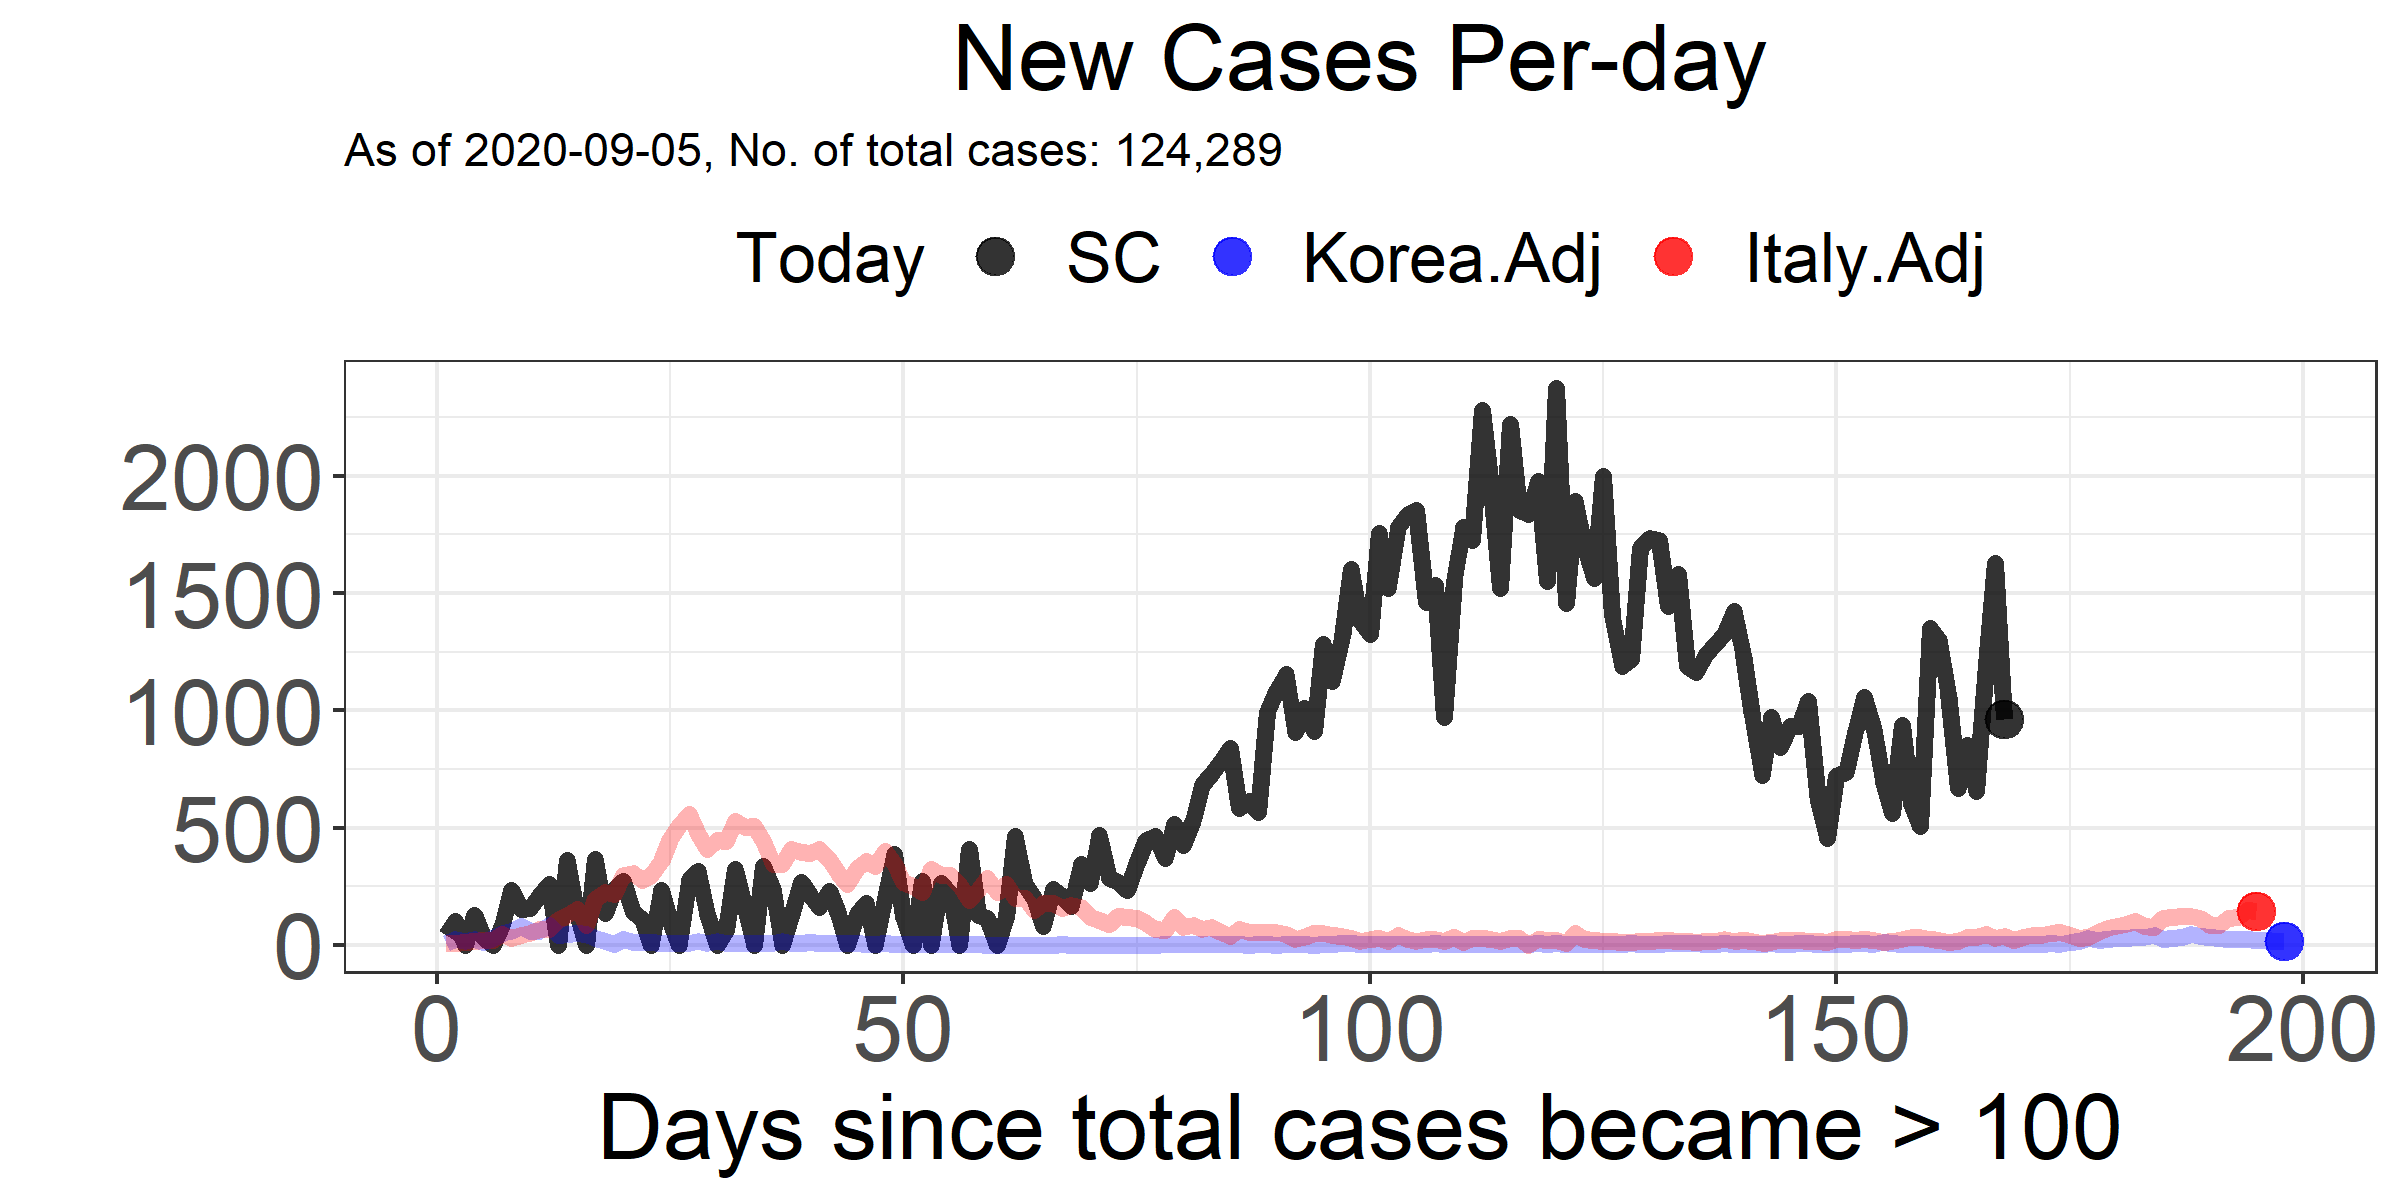 New Cases Per-day
As of 2020-09-05, No. of total cases: 124,289
Today SC Korea.Adj Italy.Adj
2000
1500
1000
500
0
0 50 100 150 200
Days since total cases became > 100